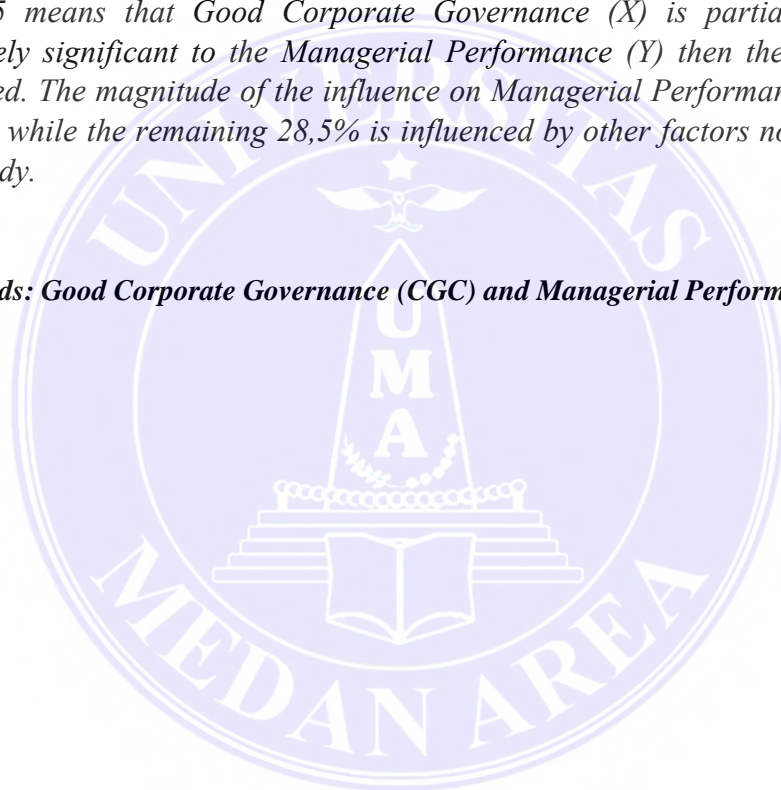 5 means that Good Corporate Governance (X) is partia
ely significant to the Managerial Performance (Y) then the
ed. The magnitude of the influence on Managerial Performan
while the remaining 28,5% is influenced by other factors no
dy.
ds: Good Corporate Governance (CGC) and Managerial Perform
UNIVERSITAS
UMA
MEDAN AREA